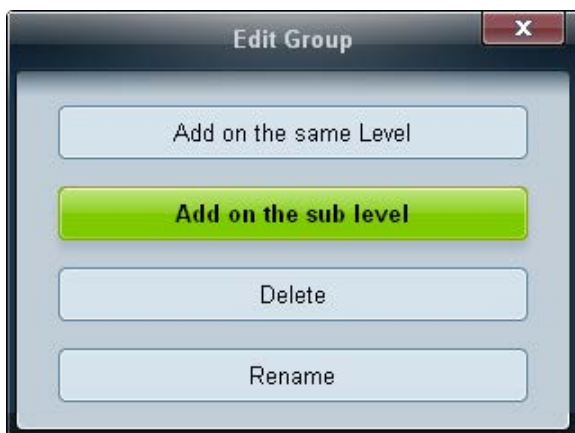 Edit Group
x
Add on the same Level
Add on the sub level
Delete
Rename